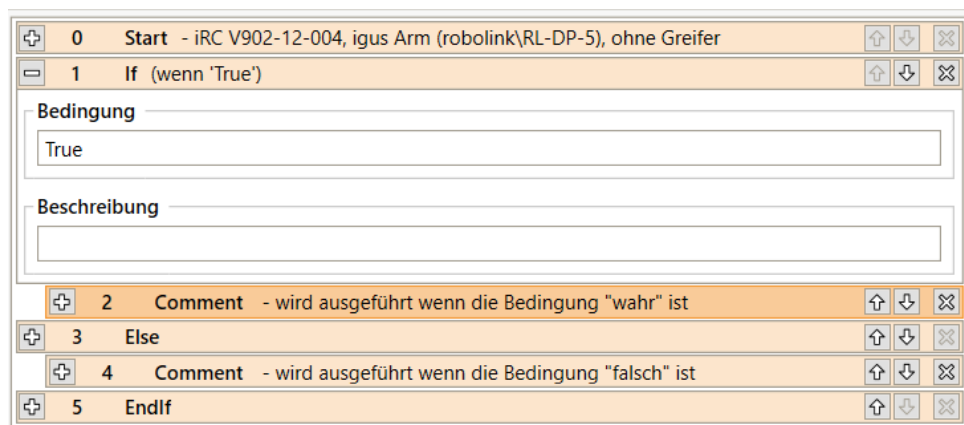 0 Start - iRC V902-12-004, igus Arm (robolink\RL-DP-5), ohne Greifer
1 If (wenn 'True')
Bedingung
True
Beschreibung
2 Comment - wird ausgeführt wenn die Bedingung "wahr" ist
3 Else
4 Comment - wird ausgeführt wenn die Bedingung "falsch" ist
5 EndIf